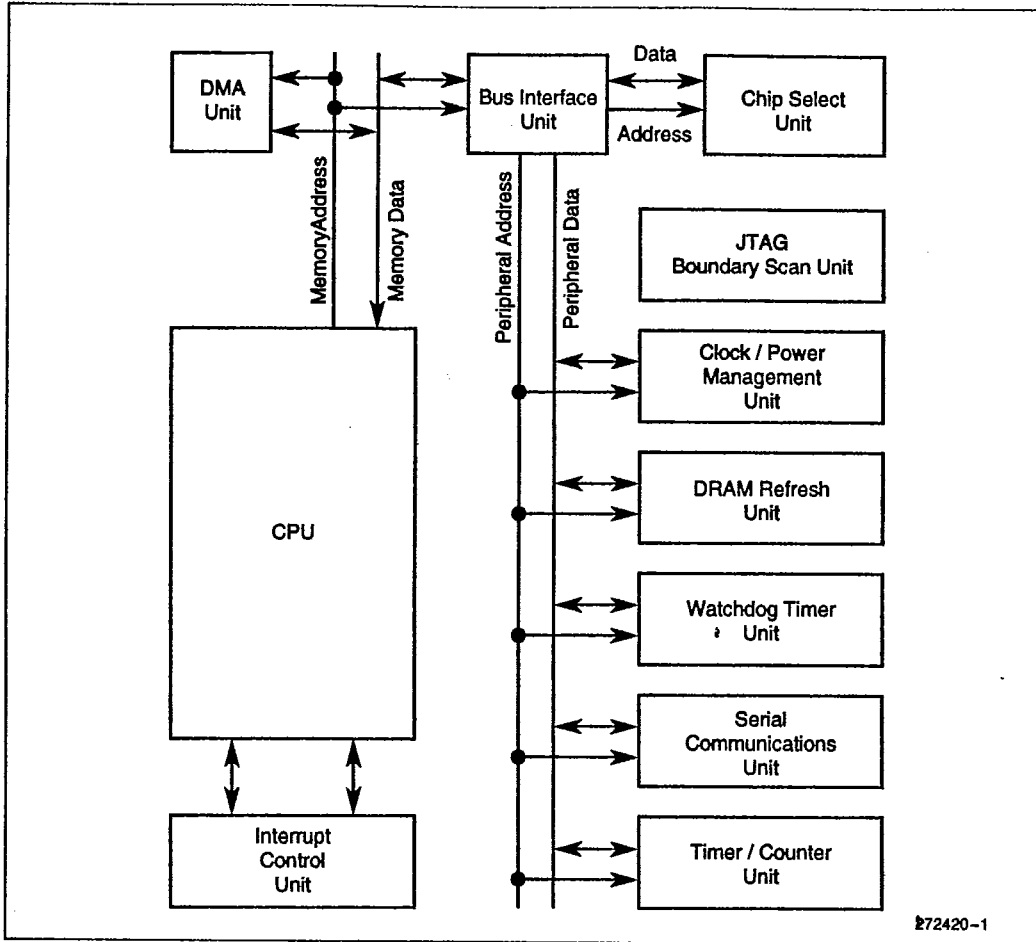 DMA
Unit
Bus Interface
Unit
Data
Address
Chip Select
Unit
MemoryAddress
Memory Data
Peripheral Address
Peripheral Data
JTAG
Boundary Scan Unit
Clock / Power
Management
Unit
DRAM Refresh
Unit
CPU
Watchdog Timer
Unit
Serial
Communications
Unit
Interrupt
Control
Unit
Timer / Counter
Unit
272420-1